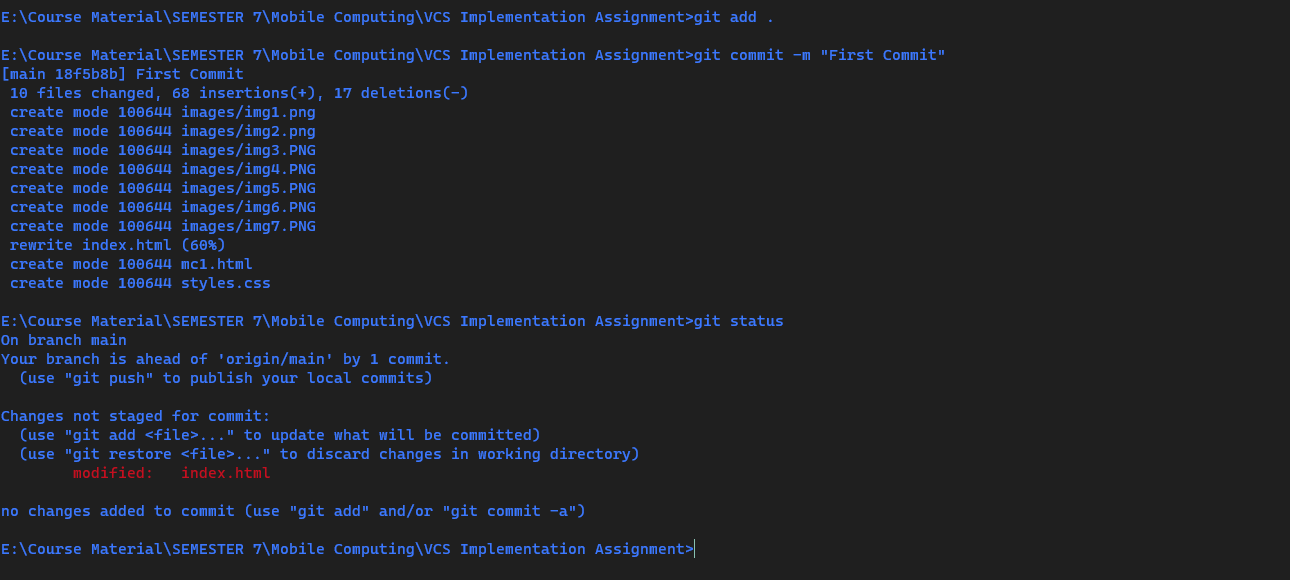 E:\Course Material\SEMESTER 7\Mobile Computing\VCS Implementation Assignment>git add .
E:\Course Material\SEMESTER 7\Mobile Computing\VCS Implementation Assignment>git commit -m "First Commit"
[main 18f5b8b] First Commit
10 files changed, 68 insertions(+), 17 deletions(-)
create mode 100644 images/img1.png
create mode 100644 images/img2.png
create mode 100644 images/img3.PNG
create mode 100644 images/img4.PNG
create mode 100644 images/img5.PNG
create mode 100644 images/img6.PNG
create mode 100644 images/img7.PNG
rewrite index.html (60%)
create mode 100644 mc1.html
create mode 100644 styles.css
E:\Course Material\SEMESTER 7\Mobile Computing\VCS Implementation Assignment>git status
On branch main
Your branch is ahead of 'origin/main' by 1 commit.
(use "git push" to publish your local commits)
Changes not staged for commit:
(use "git add <file>..." to update what will be committed)
(use "git restore <file>..." to discard changes in working directory)
modified:   index.html
no changes added to commit (use "git add" and/or "git commit -a")
E:\Course Material\SEMESTER 7\Mobile Computing\VCS Implementation Assignment>